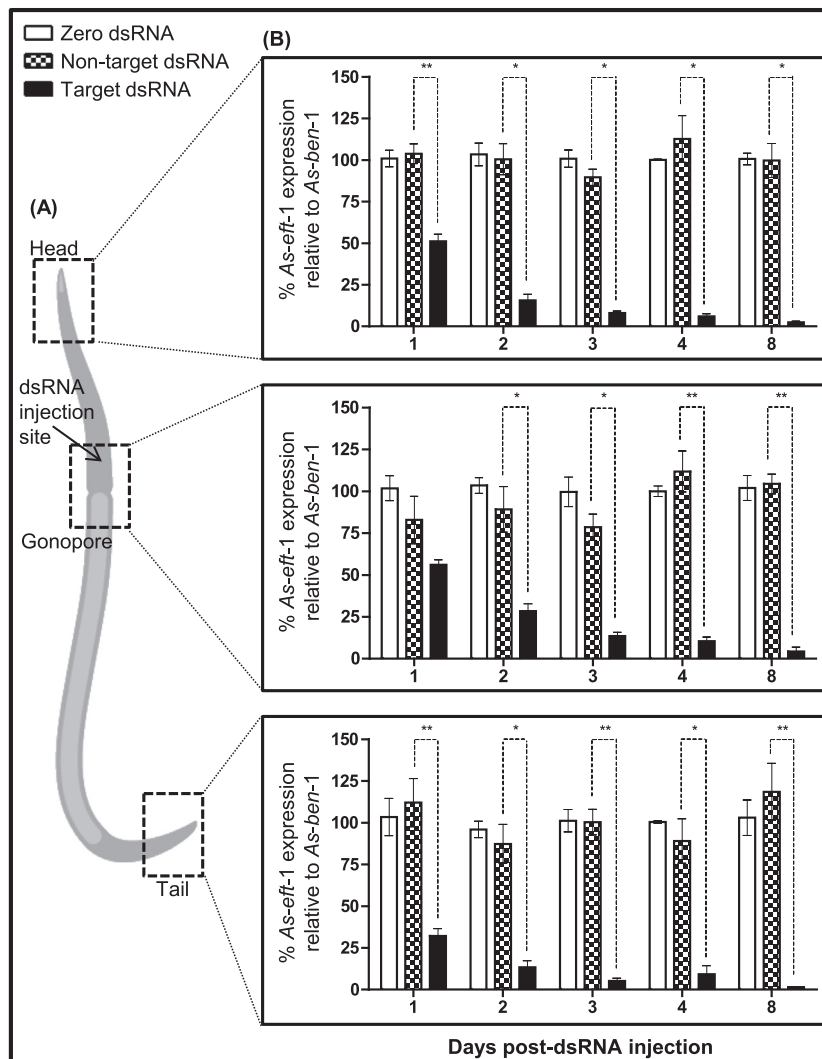 Zero dsRNA
Non-target dsRNA
Target dsRNA
(A)
Head
dsRNA
injection
site
Gonopore
Tail
(B)
% As-eft-1 expression
relative to As-ben-1
150
125
100
75
50
25
0
** * * * *
1 2 3 4 8
% As-eft-1 expression
relative to As-ben-1
150
125
100
75
50
25
0
* * ** **
1 2 3 4 8
% As-eft-1 expression
relative to As-ben-1
150
125
100
75
50
25
0
** * ** * **
1 2 3 4 8
Days post-dsRNA injection